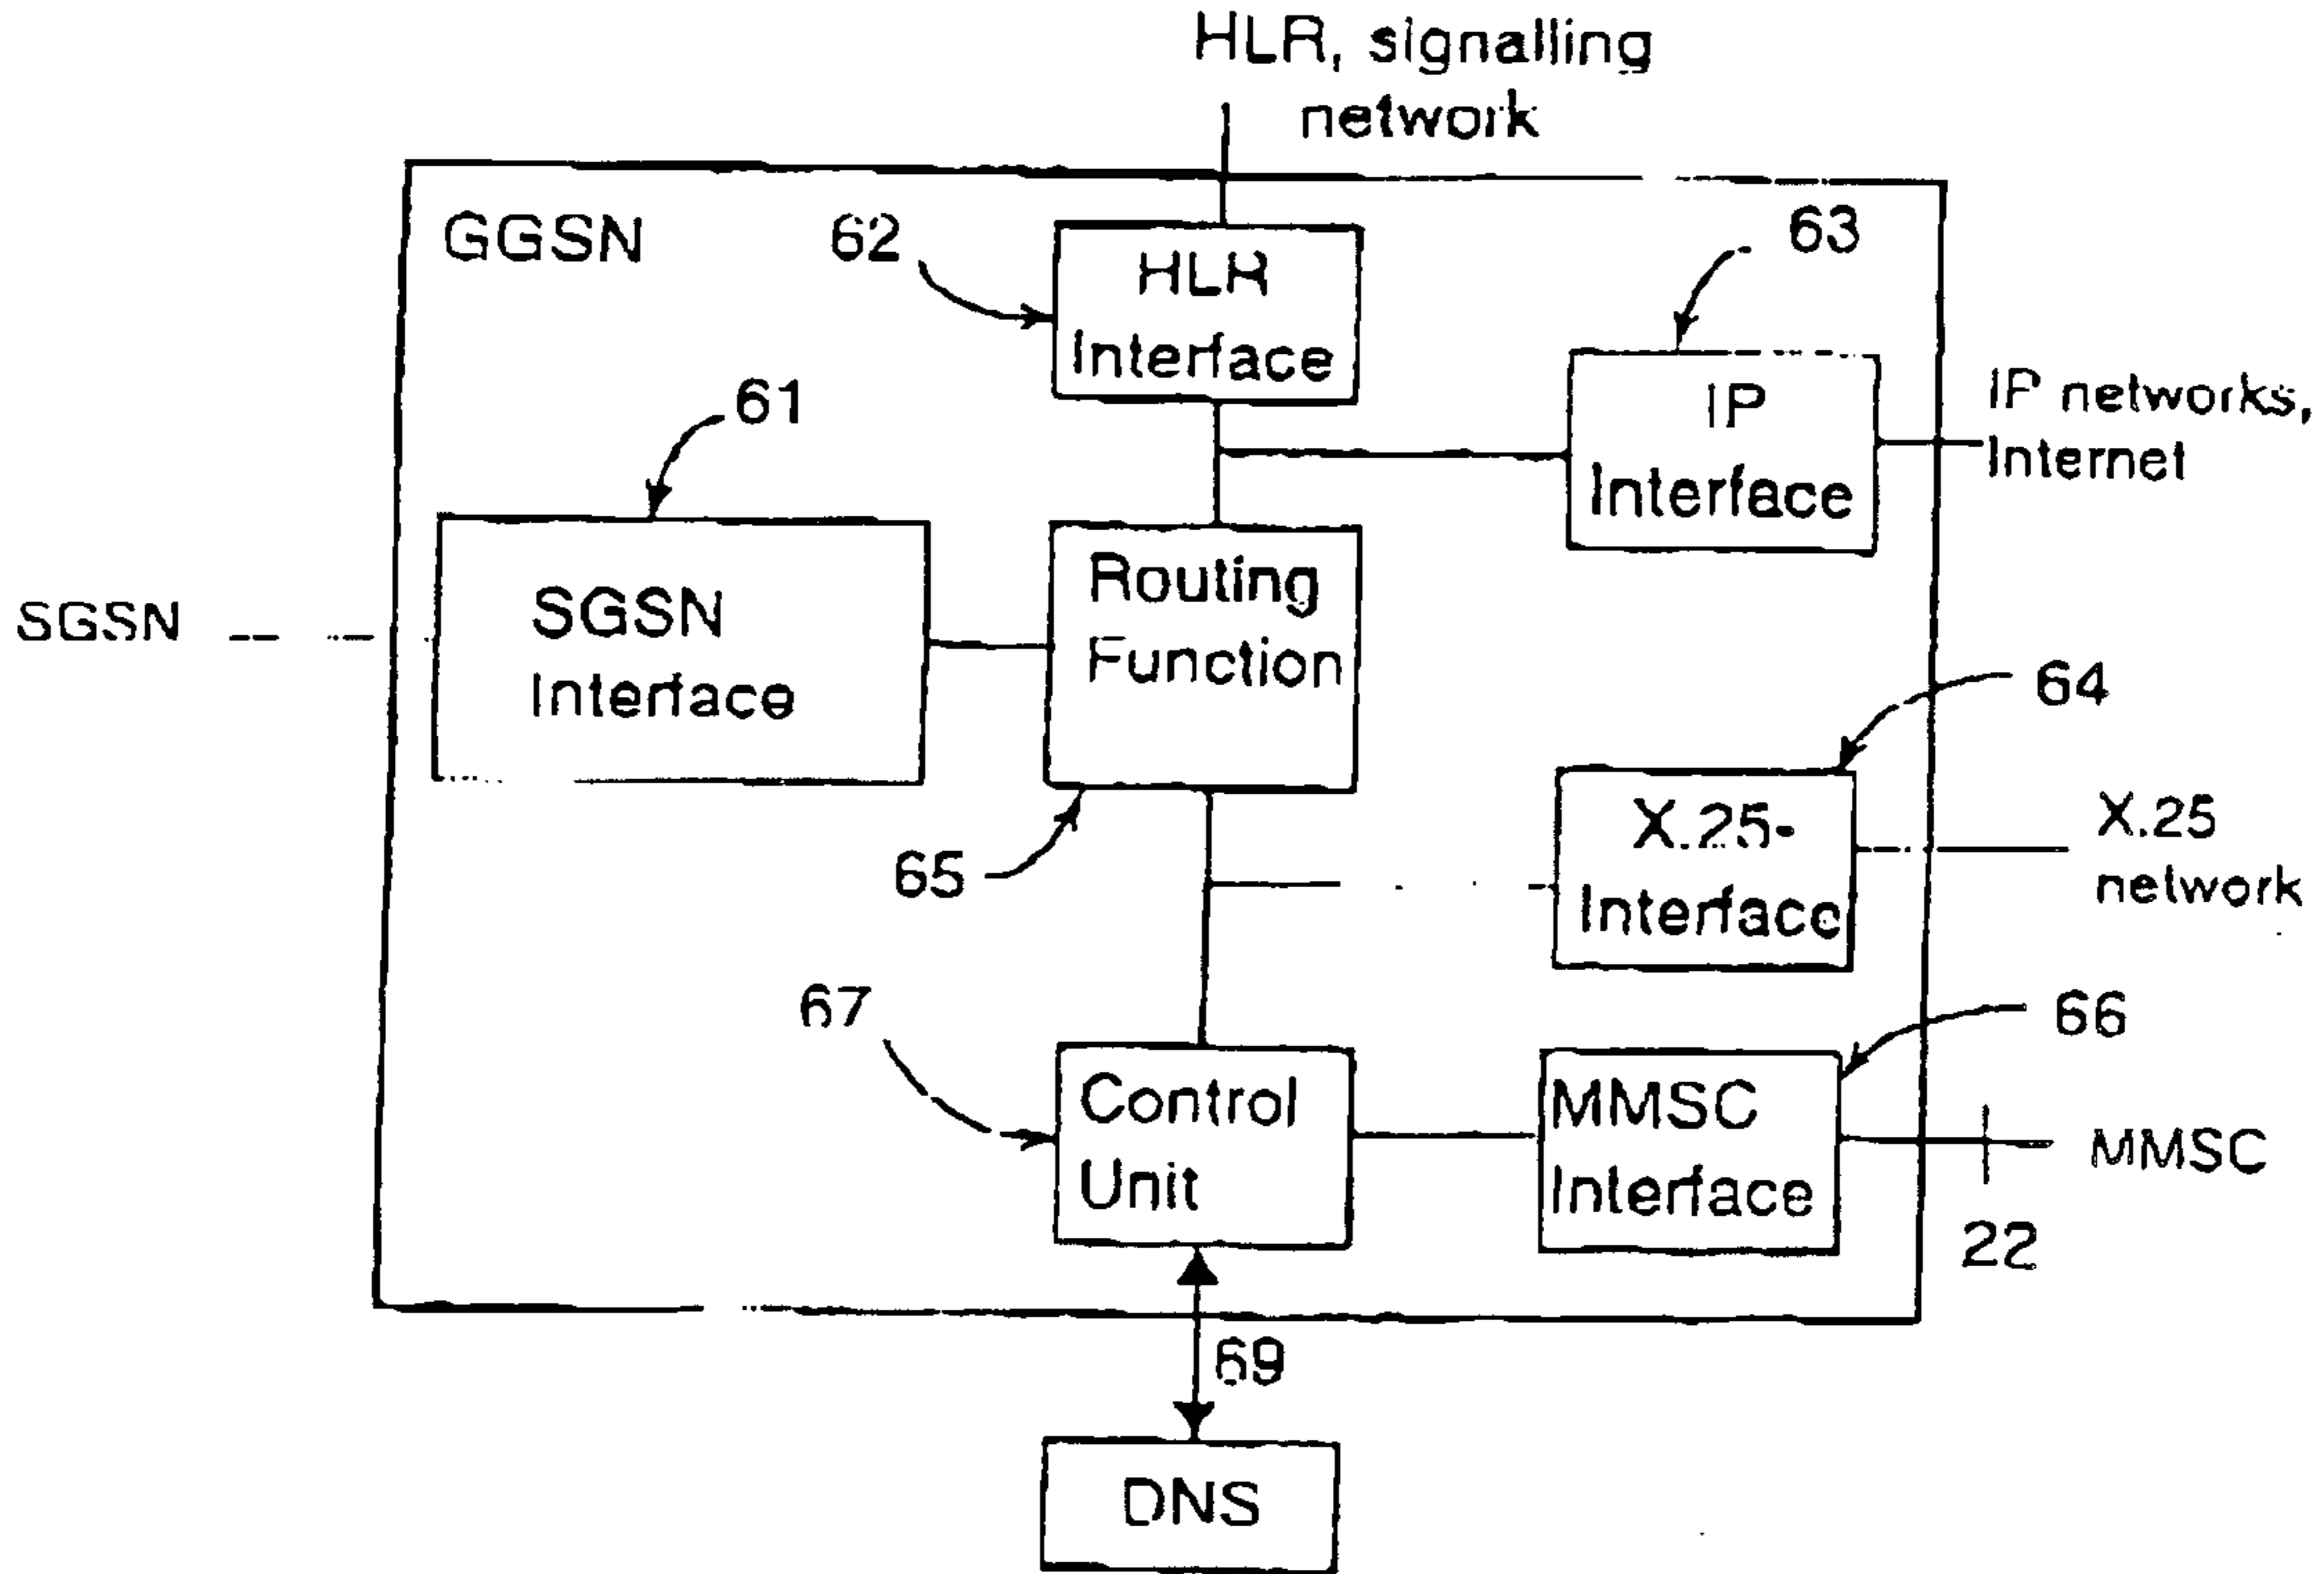 HLR, signalling
network
GGSN
62
HLR
Interface
63
IP
Interface
IP networks,
Internet
61
SGSN
SGSN
Interface
Routing
Function
64
65
X.25-
Interface
X.25
network
67
66
Control
Unit
MMSC
Interface
MMSC
22
69
DNS